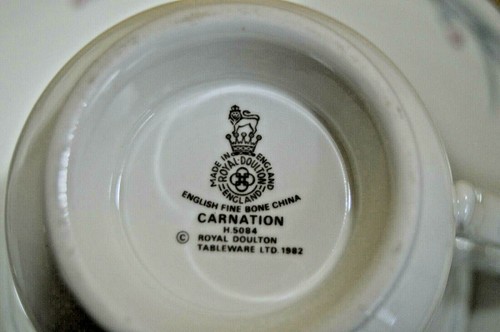 MADE IN ENGLAND
ROYAL DOULTON
ENGLAND
ENGLISH FINE BONE CHINA
CARNATION
H.5084
© ROYAL DOULTON
TABLEWARE LTD. 1982